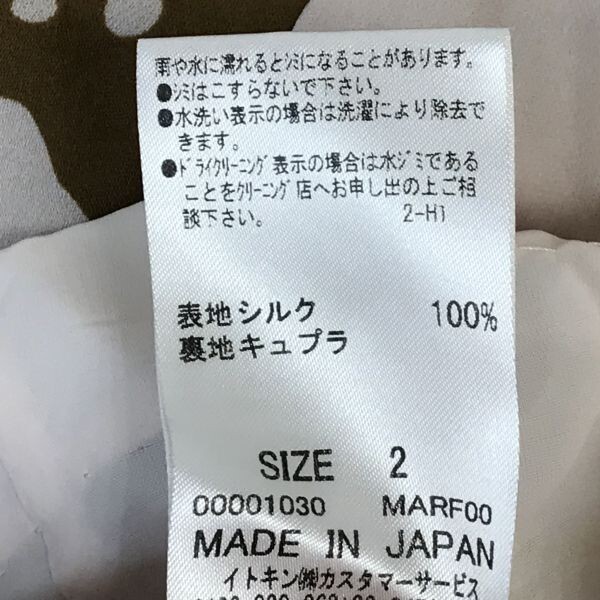 雨や水に濡れるとシミになることがあります。
●シミはこすらないで下さい。
●水洗い表示の場合は洗濯により除去で
きます。
●ドライクリーニング表示の場合は水ジミである
ことをクリーニング店へお申し出の上ご相
談下さい。 2-H1
表地シルク 100%
裏地キュプラ
SIZE 2
00001030 MARF00
MADE IN JAPAN
イトキン㈱カスタマーサービス